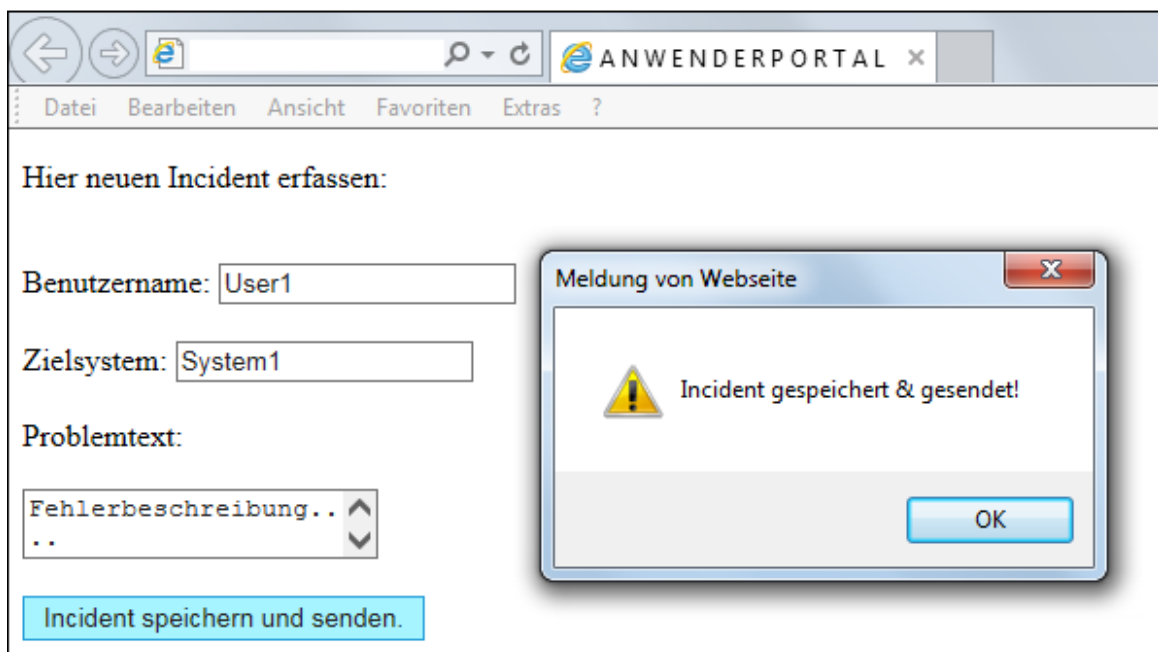 ANWENDERPORTAL
Datei Bearbeiten Ansicht Favoriten Extras ?
Hier neuen Incident erfassen:
Benutzername: User1
Zielsystem: System1
Problemtext:
Fehlerbeschreibung..
..
Incident speichern und senden.
Meldung von Webseite
Incident gespeichert & gesendet!
OK